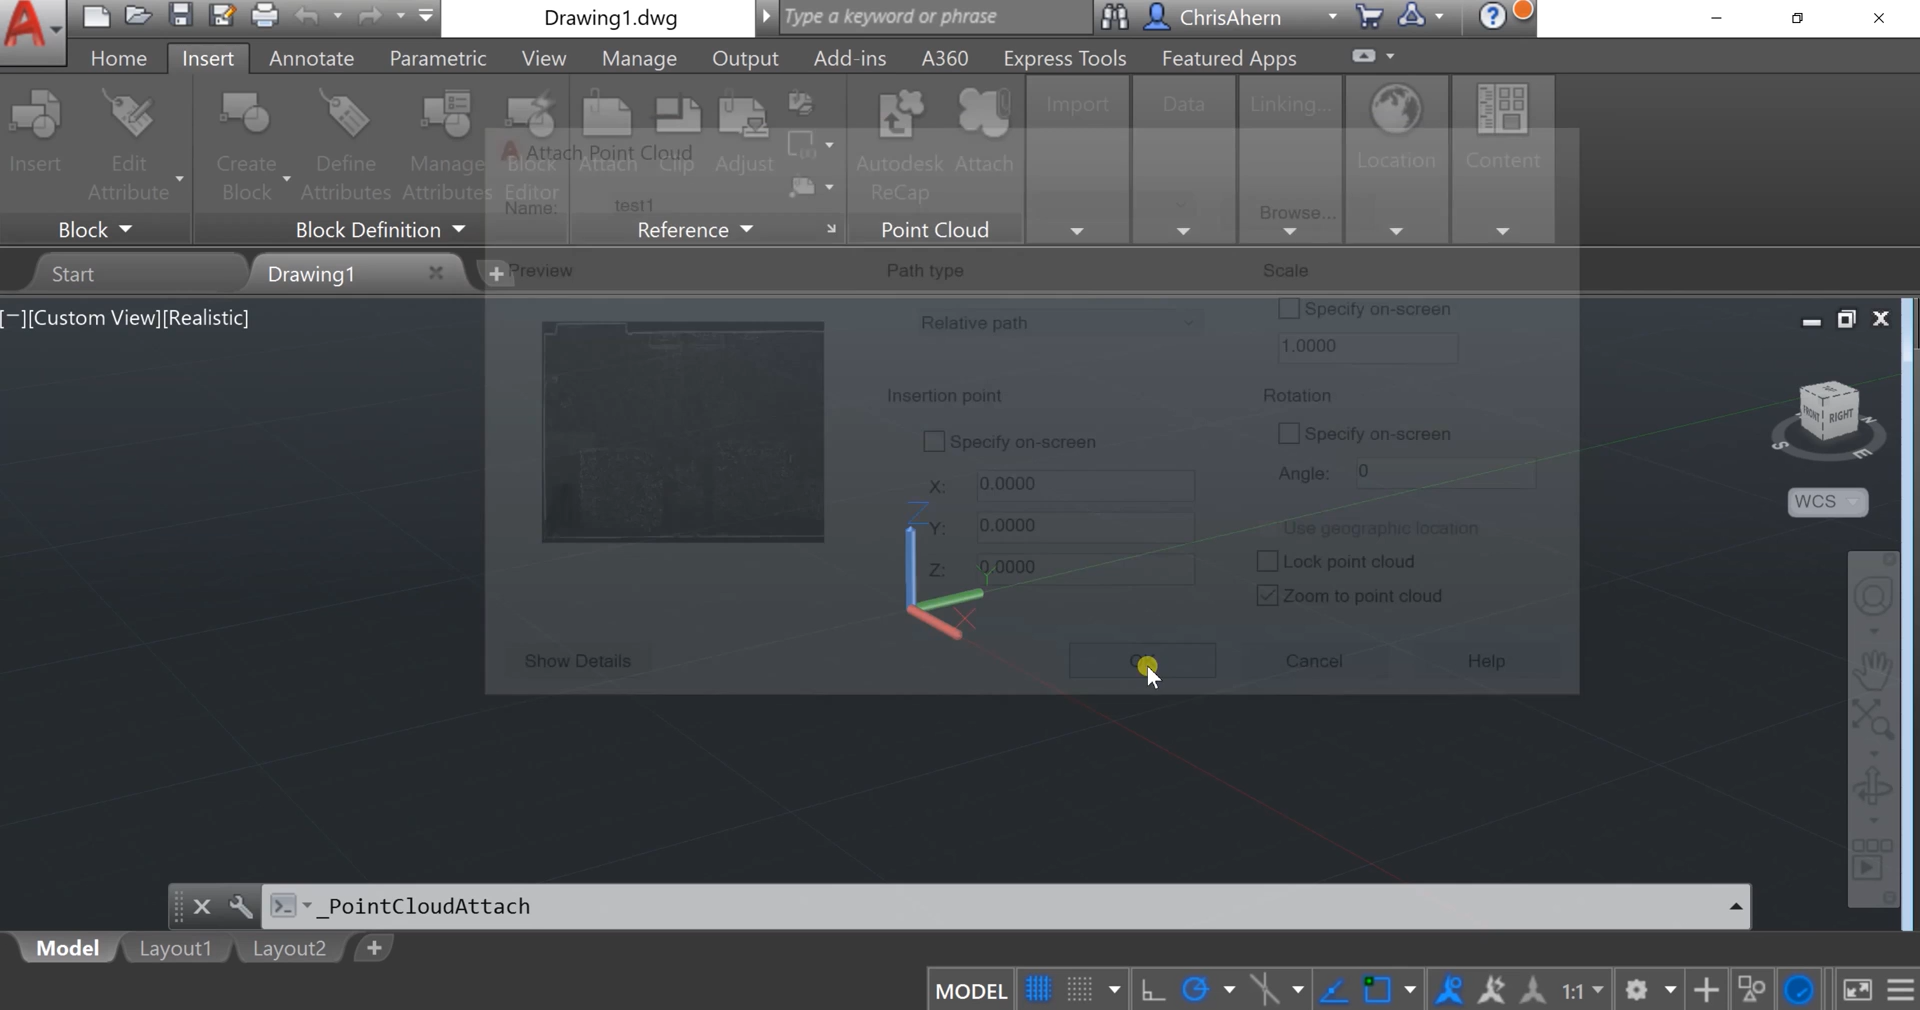 Drawing1.dwg
Type a keyword or phrase
ChrisAhern
Home Insert Annotate Parametric View Manage Output Add-ins A360 Express Tools Featured Apps
Insert
Edit
Attribute
Create
Block
Define
Attributes
Manage
Attributes
Block
Editor
Attach
Clip
Adjust
Autodesk
ReCap
Attach
Import
Data
Linking...
Location
Content
Block
Block Definition
Reference
Point Cloud
Start
Drawing1
[−][Custom View][Realistic]
Attach Point Cloud
Name:
test1
Browse...
Preview
Path type
Relative path
Scale
Specify on-screen
1.0000
Insertion point
Specify on-screen
X: 0.0000
Y: 0.0000
Z: 0.0000
Rotation
Specify on-screen
Angle: 0
Use geographic location
Lock point cloud
Zoom to point cloud
Show Details
Cancel
Help
Z
Y
X
TOP
FRONT
RIGHT
S
E
N
WCS
_PointCloudAttach
Model Layout1 Layout2
MODEL
1:1